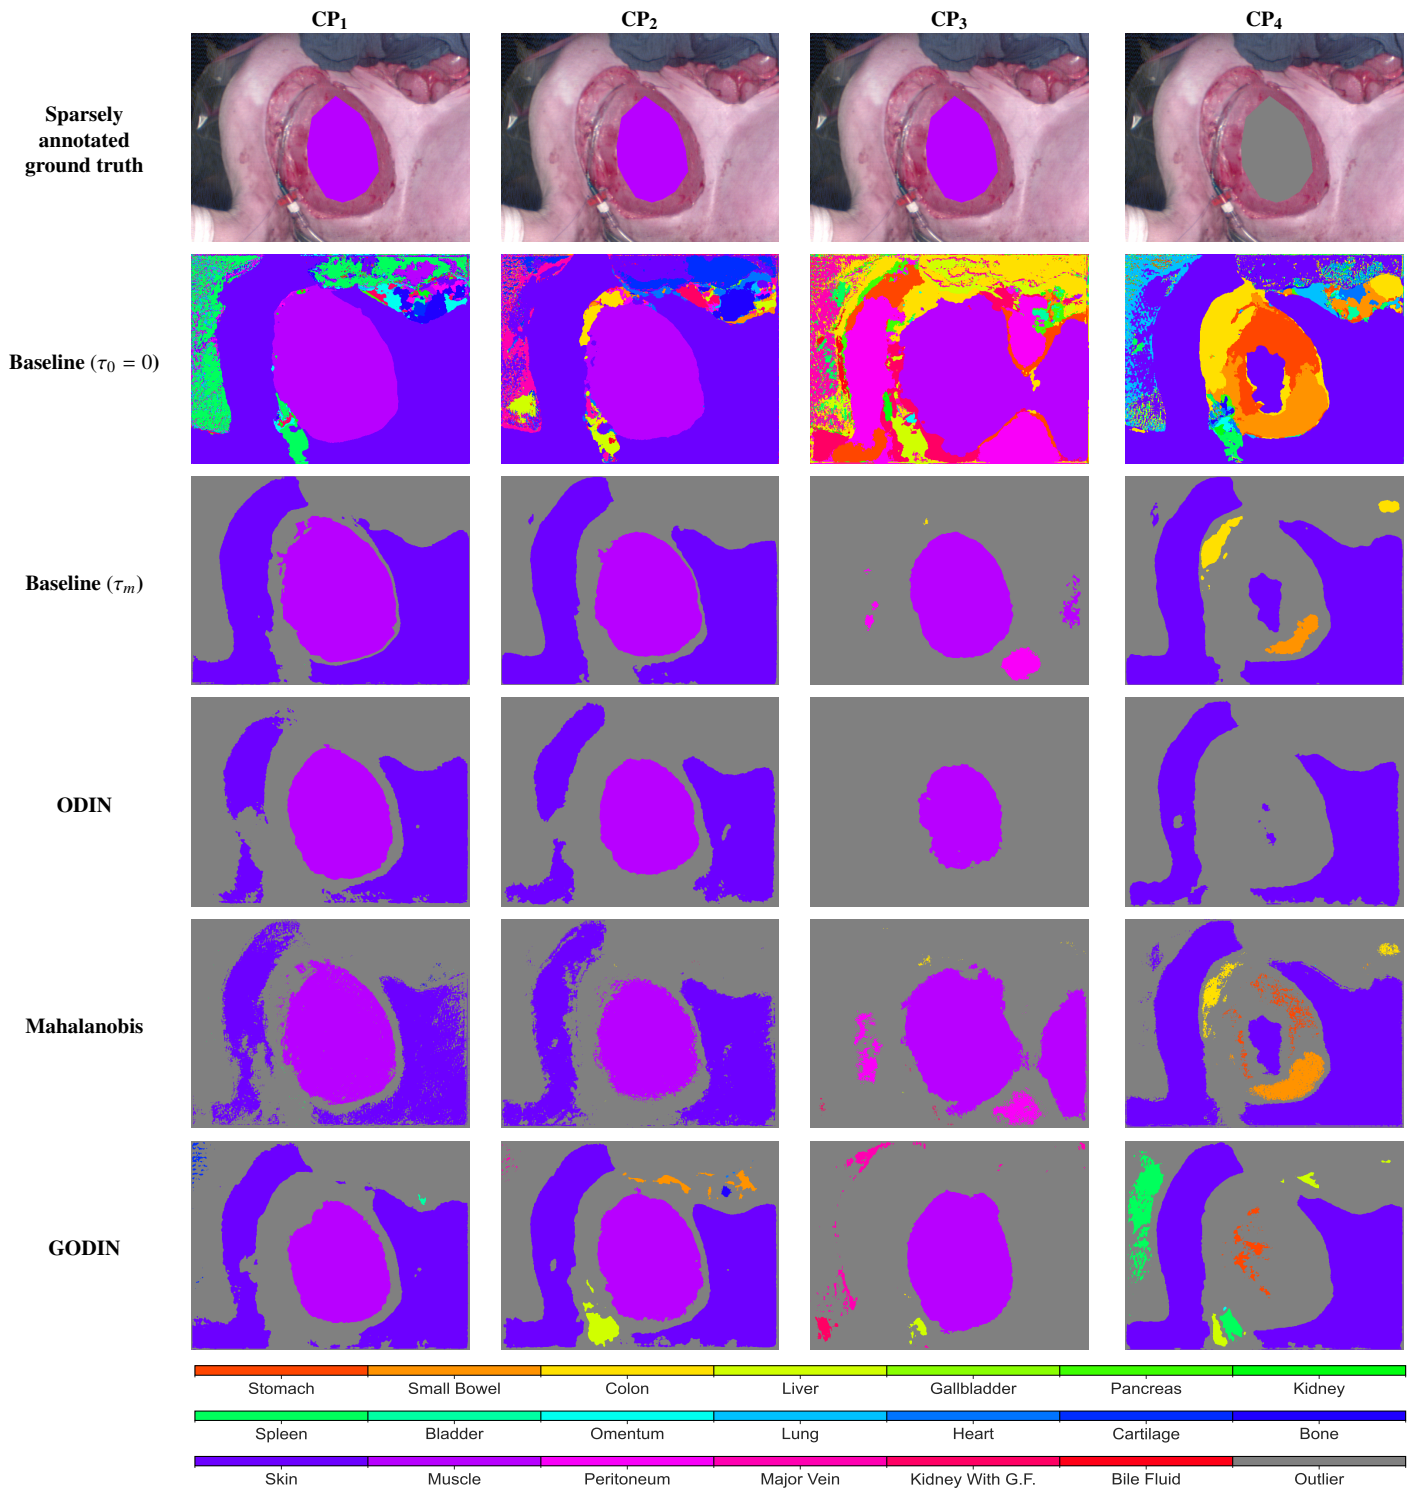 CP₁ CP₂ CP₃ CP₄
Sparsely
annotated
ground truth
Baseline (τ₀ = 0)
Baseline (τₘ)
ODIN
Mahalanobis
GODIN
Stomach Small Bowel Colon Liver Gallbladder Pancreas Kidney
Spleen Bladder Omentum Lung Heart Cartilage Bone
Skin Muscle Peritoneum Major Vein Kidney With G.F. Bile Fluid Outlier